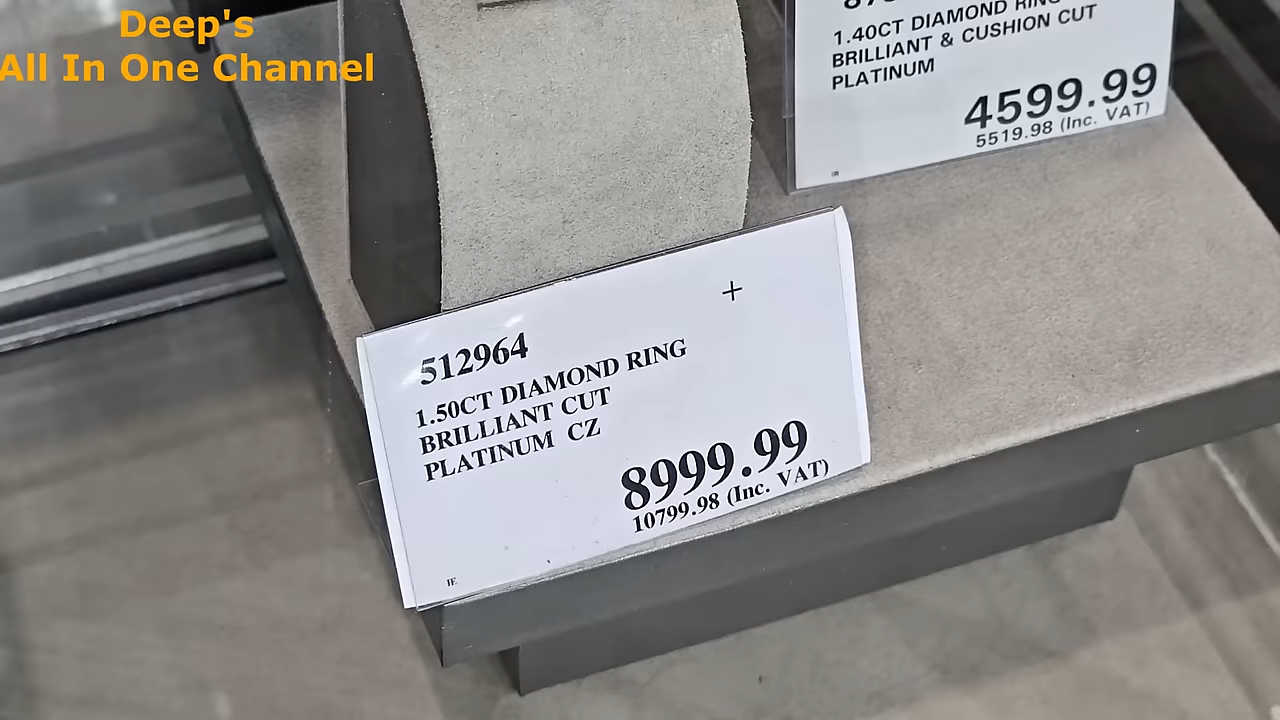 Deep's
All In One Channel
1.40CT DIAMOND RING
BRILLIANT & CUSHION CUT
PLATINUM
4599.99
5519.98 (Inc. VAT)
+
512964
1.50CT DIAMOND RING
BRILLIANT CUT
PLATINUM CZ
8999.99
10799.98 (Inc. VAT)
IE